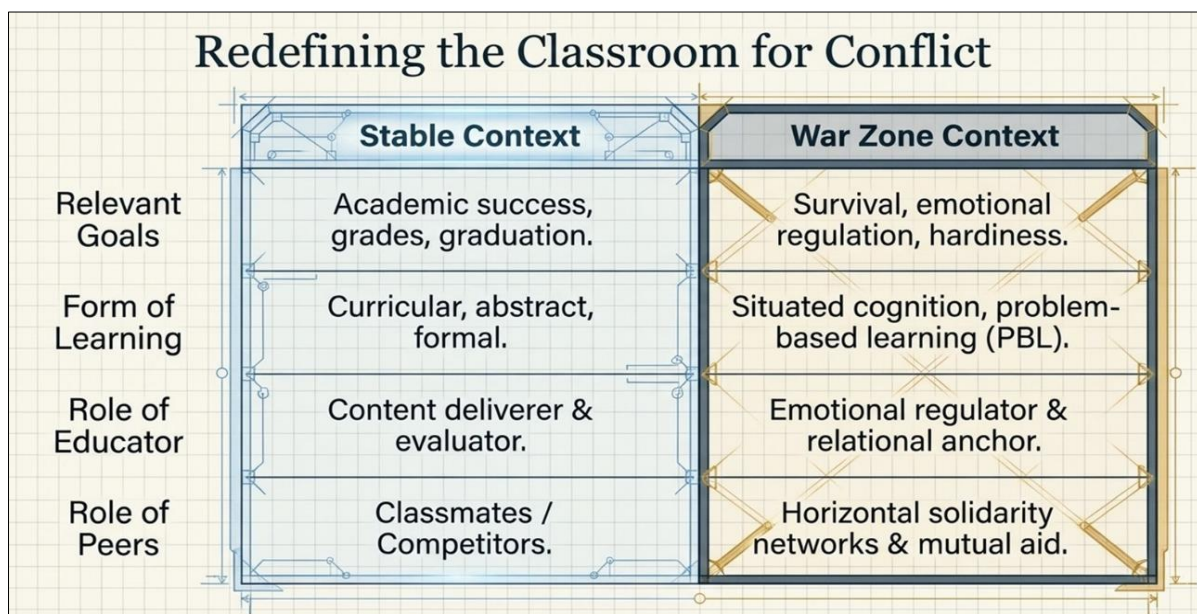 Redefining the Classroom for Conflict
Stable Context
War Zone Context
Relevant
Goals
Academic success,
grades, graduation.
Survival, emotional
regulation, hardiness.
Form of
Learning
Curricular, abstract,
formal.
Situated cognition, problem-
based learning (PBL).
Role of
Educator
Content deliverer &
evaluator.
Emotional regulator &
relational anchor.
Role of
Peers
Classmates /
Competitors.
Horizontal solidarity
networks & mutual aid.